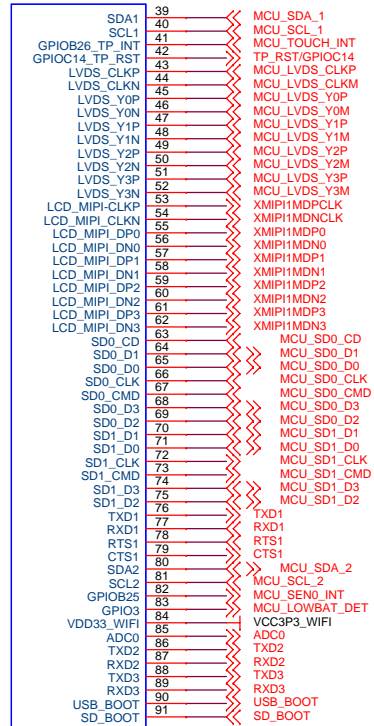 SDA1 39 MCU_SDA_1
SCL1 40 MCU_SCL_1
GPIOB26_TP_INT 41 MCU_TOUCH_INT
GPIOC14_TP_RST 42 TP_RST/GPIOC14
LVDS_CLKP 43 MCU_LVDS_CLKP
LVDS_CLKN 44 MCU_LVDS_CLKM
LVDS_Y0P 45 MCU_LVDS_Y0P
LVDS_Y0N 46 MCU_LVDS_Y0M
LVDS_Y1P 47 MCU_LVDS_Y1P
LVDS_Y1N 48 MCU_LVDS_Y1M
LVDS_Y2P 49 MCU_LVDS_Y2P
LVDS_Y2N 50 MCU_LVDS_Y2M
LVDS_Y3P 51 MCU_LVDS_Y3P
LVDS_Y3N 52 MCU_LVDS_Y3M
LCD_MIPI-CLKP 53 XMIPI1MDPCLK
LCD_MIPI_CLKN 54 XMIPI1MDNCLK
LCD_MIPI_DP0 55 XMIPI1MDP0
LCD_MIPI_DN0 56 XMIPI1MDN0
LCD_MIPI_DP1 57 XMIPI1MDP1
LCD_MIPI_DN1 58 XMIPI1MDN1
LCD_MIPI_DP2 59 XMIPI1MDP2
LCD_MIPI_DN2 60 XMIPI1MDN2
LCD_MIPI_DP3 61 XMIPI1MDP3
LCD_MIPI_DN3 62 XMIPI1MDN3
SD0_CD 63 MCU_SD0_CD
SD0_D1 64 MCU_SD0_D1
SD0_D0 65 MCU_SD0_D0
SD0_CLK 66 MCU_SD0_CLK
SD0_CMD 67 MCU_SD0_CMD
SD0_D3 68 MCU_SD0_D3
SD0_D2 69 MCU_SD0_D2
SD1_D1 70 MCU_SD1_D1
SD1_D0 71 MCU_SD1_D0
SD1_CLK 72 MCU_SD1_CLK
SD1_CMD 73 MCU_SD1_CMD
SD1_D3 74 MCU_SD1_D3
SD1_D2 75 MCU_SD1_D2
TXD1 76 TXD1
RXD1 77 RXD1
RTS1 78 RTS1
CTS1 79 CTS1
SDA2 80 MCU_SDA_2
SCL2 81 MCU_SCL_2
GPIOB25 82 MCU_SEN0_INT
GPIO3 83 MCU_LOWBAT_DET
VDD33_WIFI 84 VCC3P3_WIFI
ADC0 85 ADC0
TXD2 86 TXD2
RXD2 87 RXD2
TXD3 88 TXD3
RXD3 89 RXD3
USB_BOOT 90 USB_BOOT
SD_BOOT 91 SD_BOOT